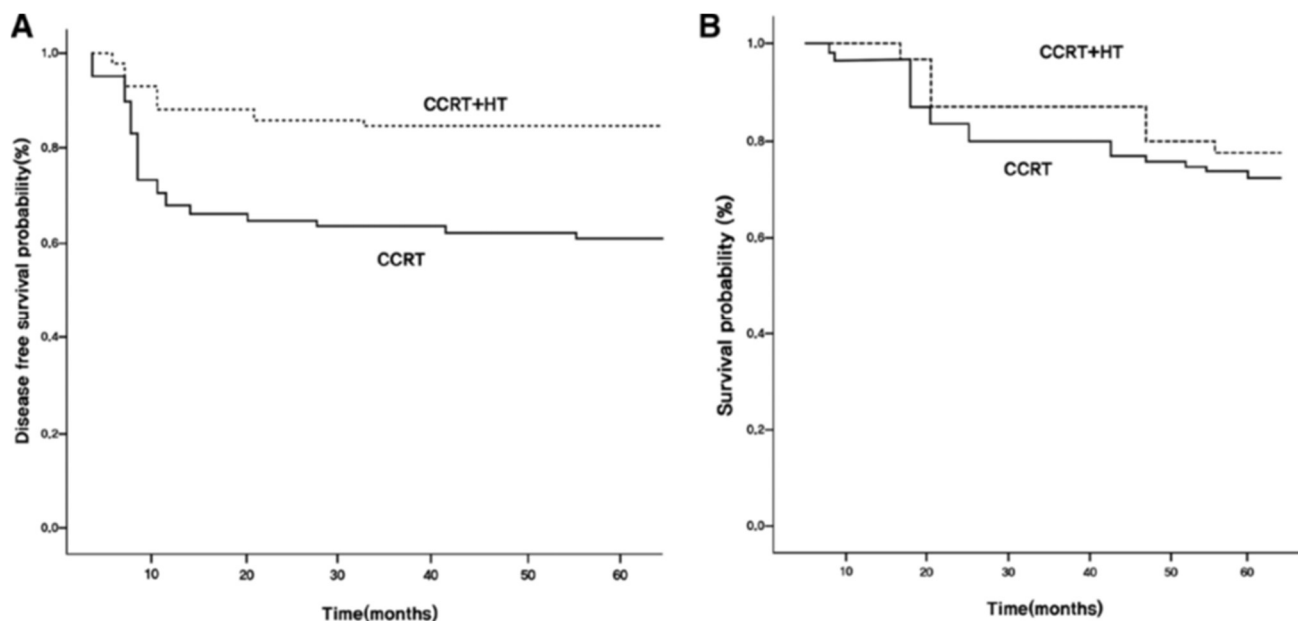 A
Disease free survival probability(%)
1,0
0,8
0,6
0,4
0,2
0,0
CCRT+HT
CCRT
10 20 30 40 50 60
Time(months)
B
Survival probability (%)
1,0
0,8
0,6
0,4
0,2
0,0
CCRT+HT
CCRT
10 20 30 40 50 60
Time(months)